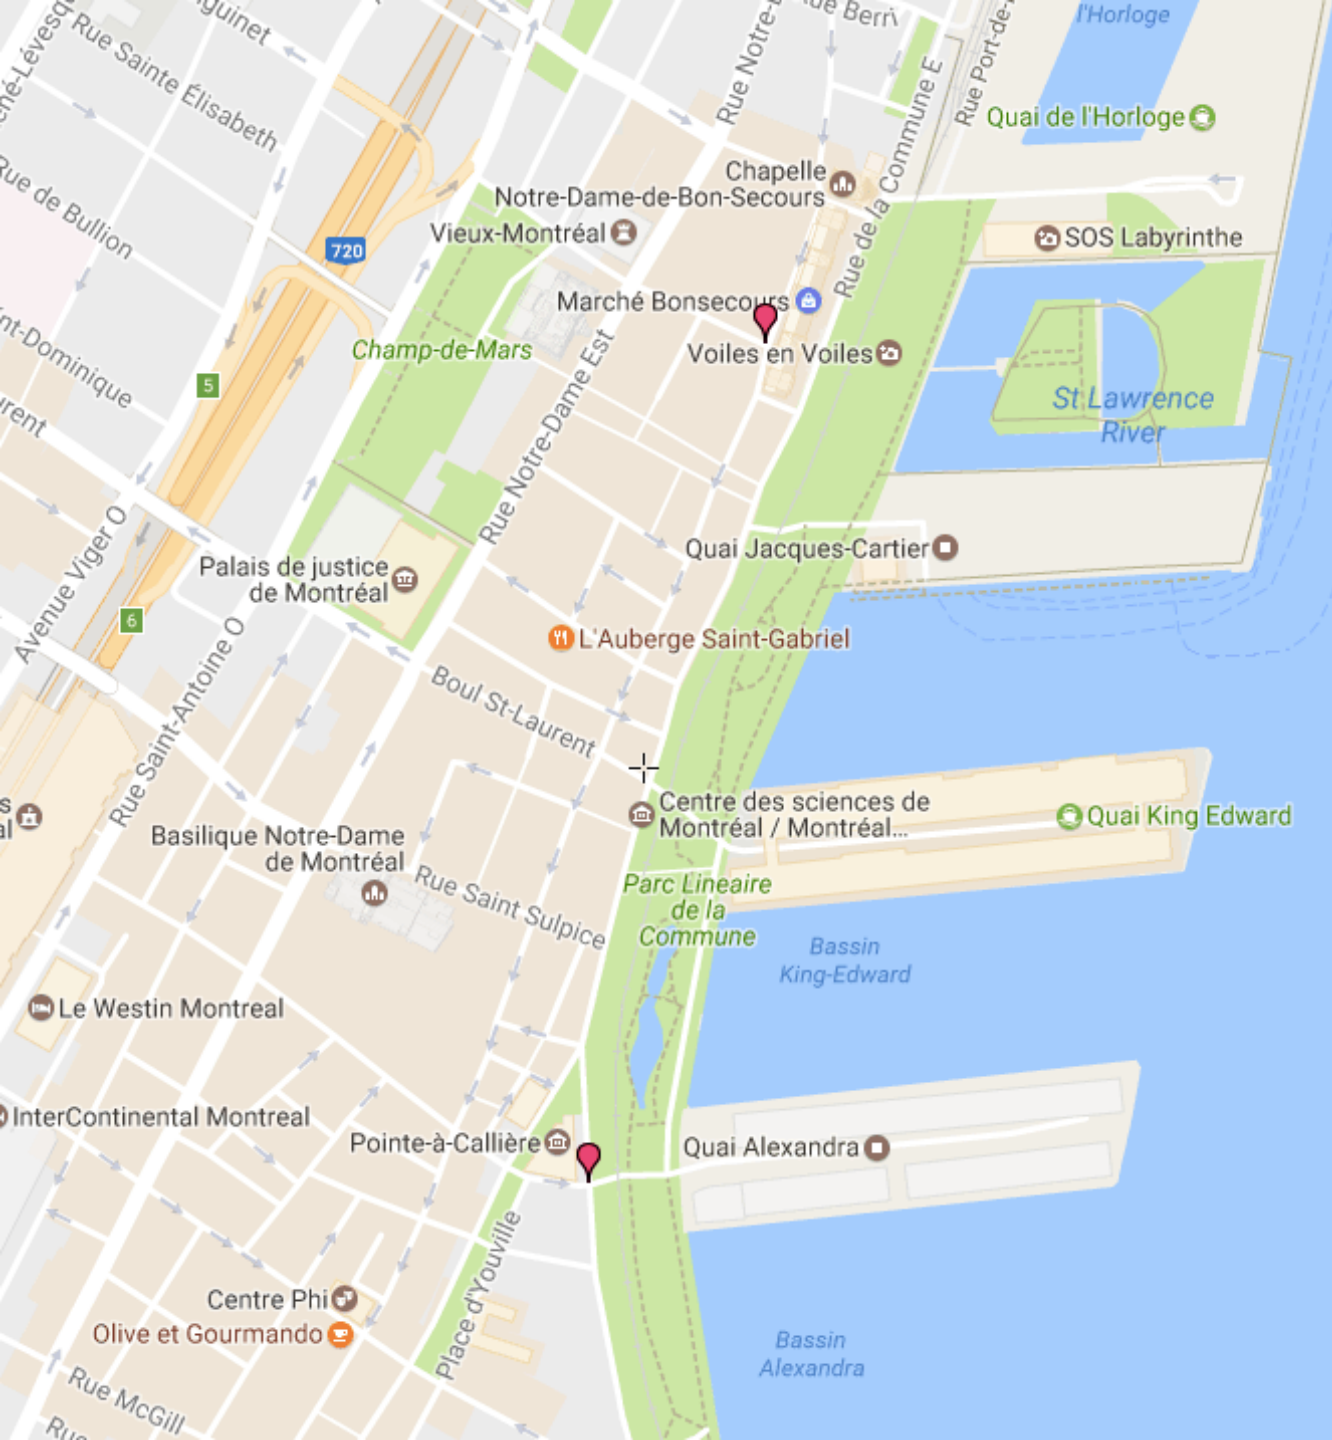 l'Horloge
Rue Berri
Rue Sainte Élisabeth
Rue Notre-
Rue Port-de-
Quai de l'Horloge
Rue de la Commune E
Rue de Bullion
Chapelle
Notre-Dame-de-Bon-Secours
Vieux-Montréal
720
SOS Labyrinthe
Marché Bonsecours
Voiles en Voiles
Champ-de-Mars
5
St Lawrence
River
Rue Notre-Dame Est
Quai Jacques-Cartier
Palais de justice
de Montréal
Avenue Viger O
6
L'Auberge Saint-Gabriel
Rue Saint-Antoine O
Boul St-Laurent
Centre des sciences de
Montréal / Montréal...
Quai King Edward
Basilique Notre-Dame
de Montréal
Rue Saint Sulpice
Parc Lineaire
de la
Commune
Bassin
King-Edward
Le Westin Montreal
InterContinental Montreal
Pointe-à-Callière
Quai Alexandra
Place d'Youville
Centre Phi
Olive et Gourmando
Bassin
Alexandra
Rue McGill
Rue